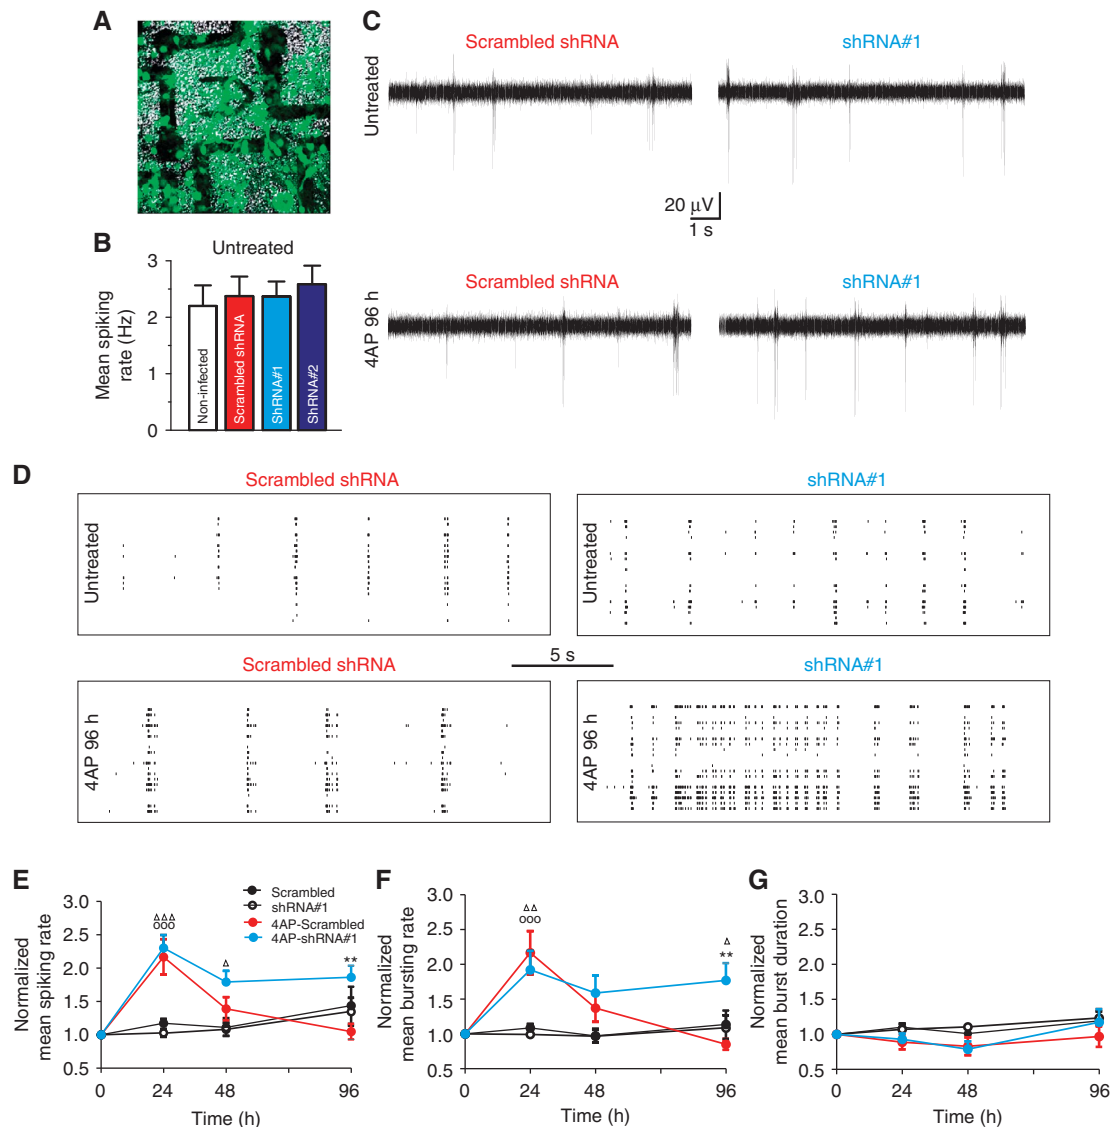 A
B
Untreated
3
2
1
0
Mean spiking
rate (Hz)
Non-infected
Scrambled shRNA
ShRNA#1
ShRNA#2
C
Scrambled shRNA
shRNA#1
Untreated
20 μV
1 s
Scrambled shRNA
shRNA#1
4AP 96 h
D
Scrambled shRNA
shRNA#1
Untreated
Untreated
Scrambled shRNA
5 s
shRNA#1
4AP 96 h
4AP 96 h
E
Scrambled
shRNA#1
4AP-Scrambled
4AP-shRNA#1
Normalized
mean spiking rate
3.0
2.5
2.0
1.5
1.0
0.5
ΔΔΔ
ooo
Δ
**
0 24 48 96
Time (h)
F
Normalized
mean bursting rate
3.0
2.5
2.0
1.5
1.0
0.5
ΔΔ
ooo
Δ
**
0 24 48 96
Time (h)
G
Normalized
mean burst duration
3.0
2.5
2.0
1.5
1.0
0.5
0 24 48 96
Time (h)